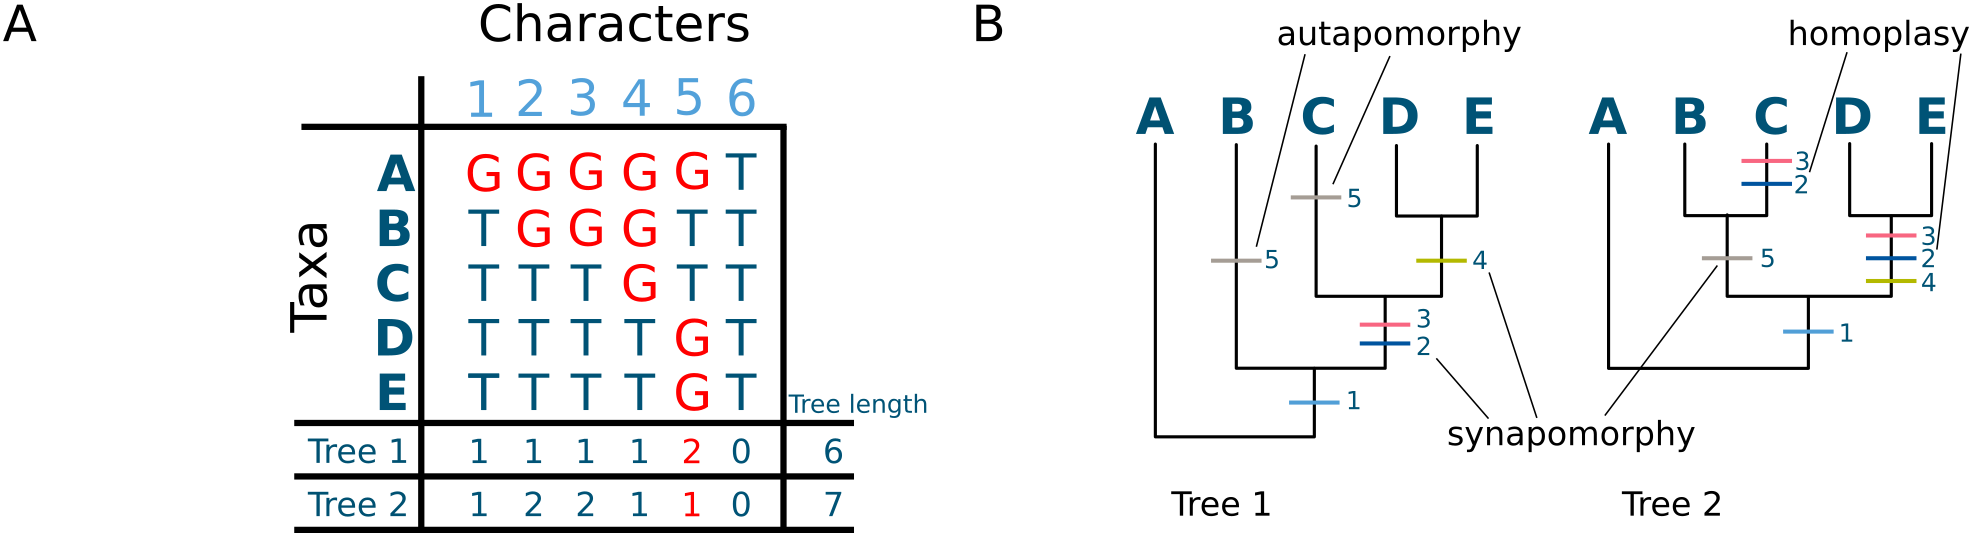 A
Characters
1 2 3 4 5 6
Taxa
A G G G G G T
B T G G G T T
C T T T G T T
D T T T T G T
E T T T T G T
Tree length
Tree 1 1 1 1 1 2 0 6
Tree 2 1 2 2 1 1 0 7
B
autapomorphy
homoplasy
A B C D E
5
5
4
3
2
1
A B C D E
3
2
5
3
2
4
1
synapomorphy
Tree 1
Tree 2